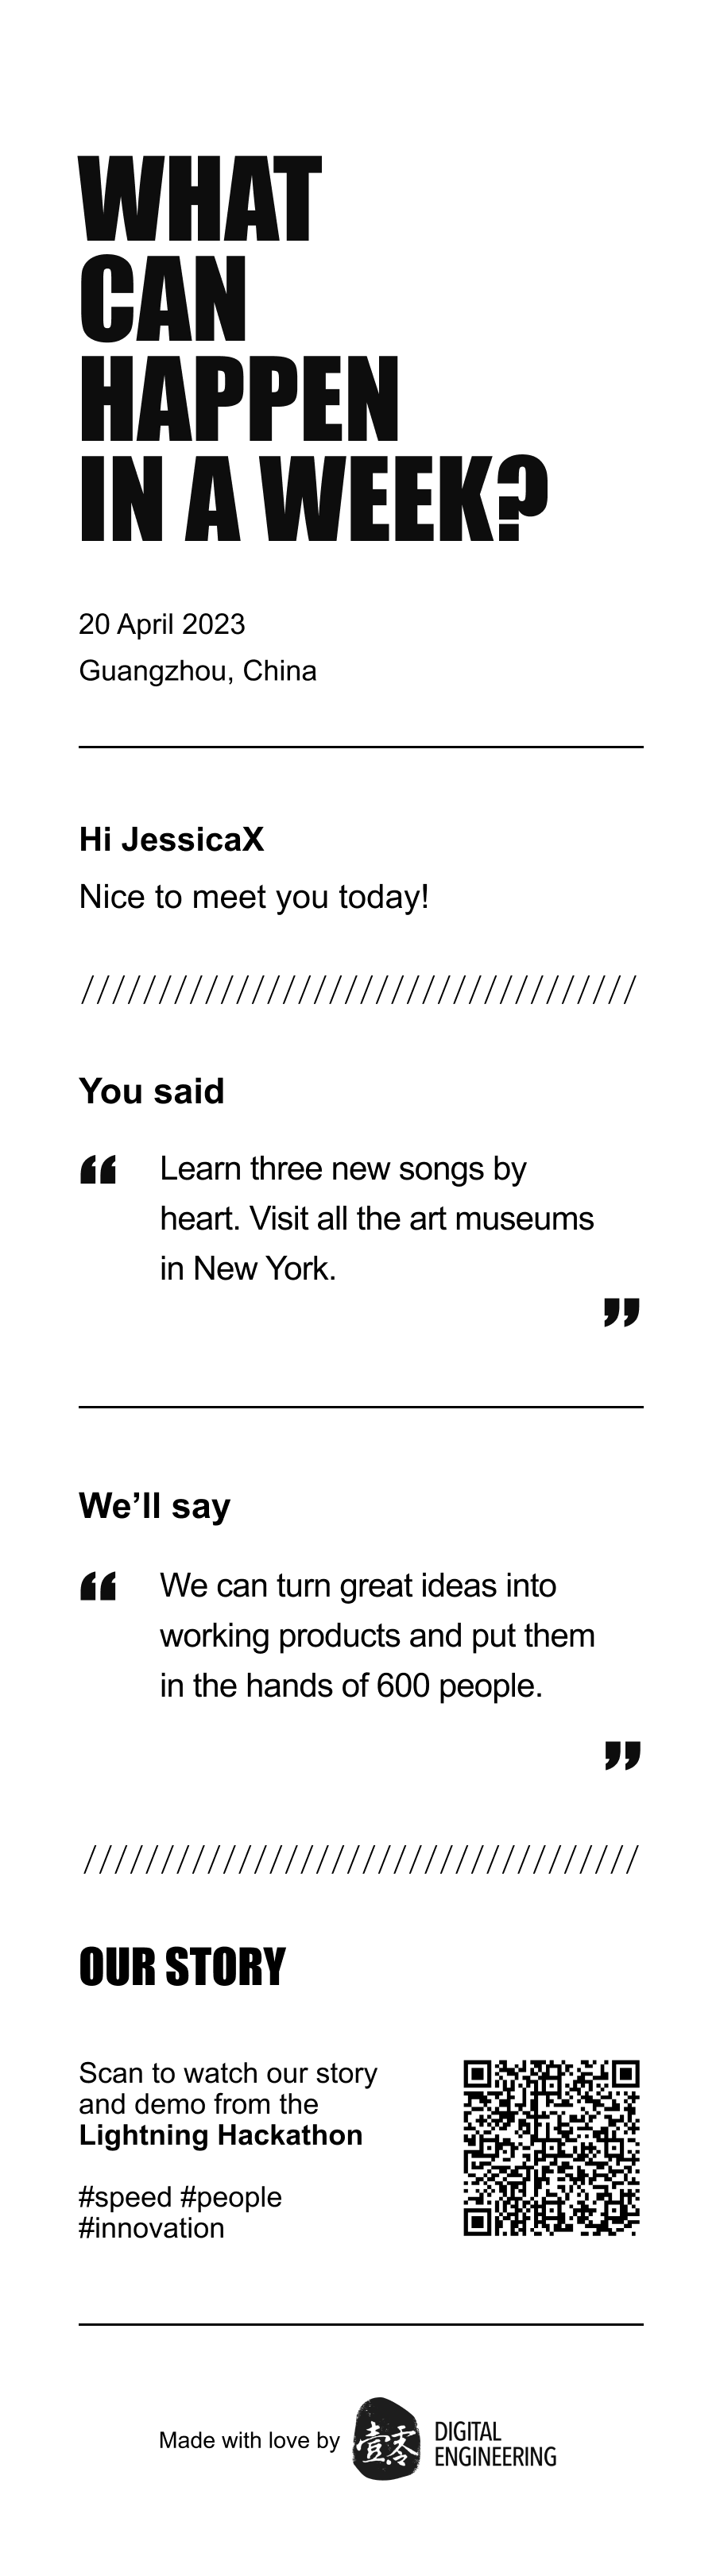 WHAT
CAN
HAPPEN
IN A WEEK?
20 April 2023
Guangzhou, China
Hi JessicaX
Nice to meet you today!
////////////////////////////////////
You said
“ Learn three new songs by
heart. Visit all the art museums
in New York.
”
We’ll say
“ We can turn great ideas into
working products and put them
in the hands of 600 people.
”
////////////////////////////////////
OUR STORY
Scan to watch our story
and demo from the
Lightning Hackathon
#speed #people
#innovation
Made with love by 壹零 DIGITAL
ENGINEERING